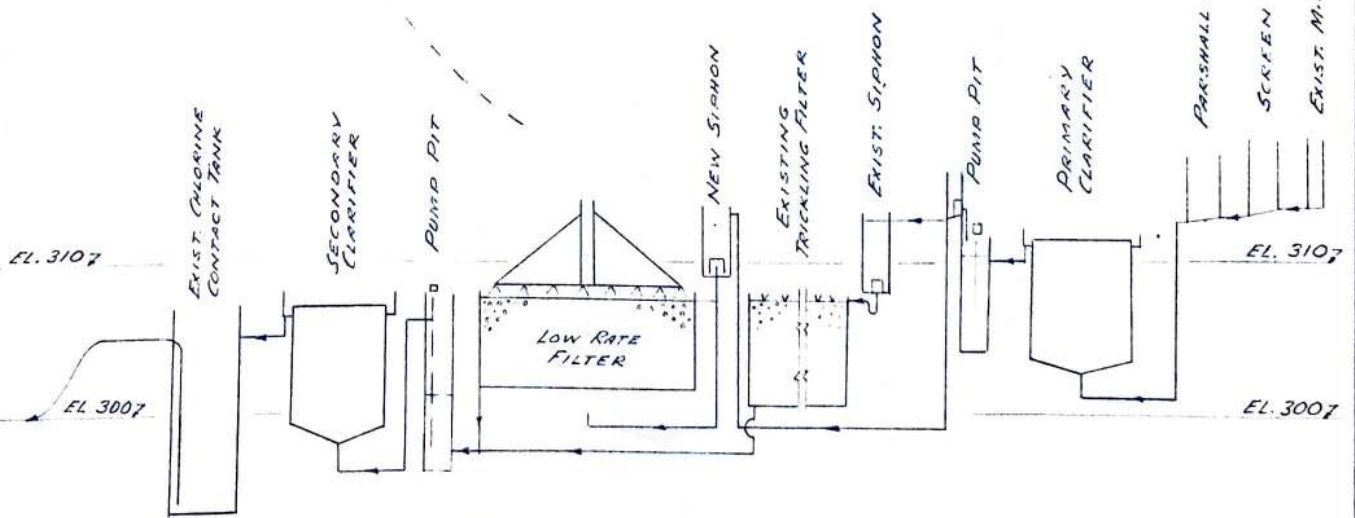 EXIST. CHLORINE
CONTACT TANK
SECONDARY
CLARIFIER
PUMP PIT
NEW SIPHON
EXISTING
TRICKLING FILTER
EXIST. SIPHON
PUMP PIT
PRIMARY
CLARIFIER
PARSHALL
SCREEN
EXIST. M.
EL. 3107
EL. 3107
LOW RATE
FILTER
EL 3007
EL. 3007